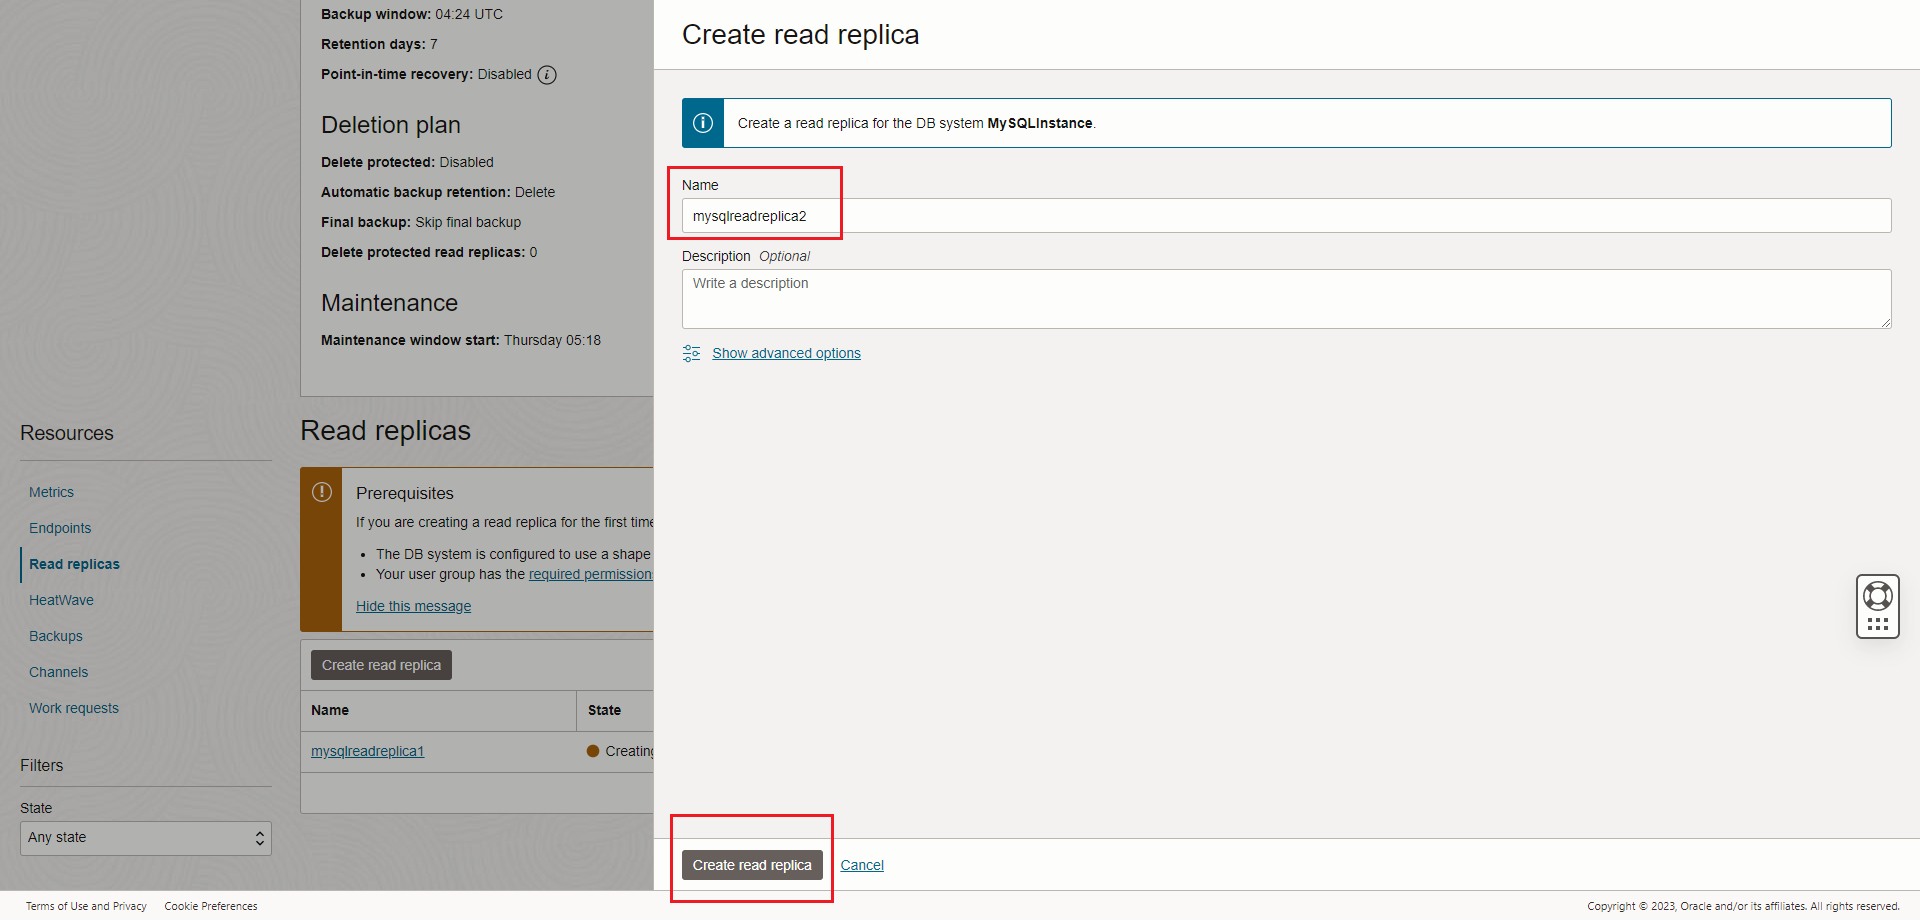 Backup window: 04:24 UTC
Retention days: 7
Point-in-time recovery: Disabled
Deletion plan
Delete protected: Disabled
Automatic backup retention: Delete
Final backup: Skip final backup
Delete protected read replicas: 0
Maintenance
Maintenance window start: Thursday 05:18
Resources
Metrics
Endpoints
Read replicas
HeatWave
Backups
Channels
Work requests
Filters
State
Any state
Read replicas
Prerequisites
If you are creating a read replica for the first time
The DB system is configured to use a shape
Your user group has the required permission
Hide this message
Create read replica
Name State
mysqlreadreplica1 Creating
Create read replica
Create a read replica for the DB system MySQLInstance.
Name
mysqlreadreplica2
Description Optional
Write a description
Show advanced options
Create read replica Cancel
Terms of Use and Privacy Cookie Preferences
Copyright © 2023, Oracle and/or its affiliates. All rights reserved.